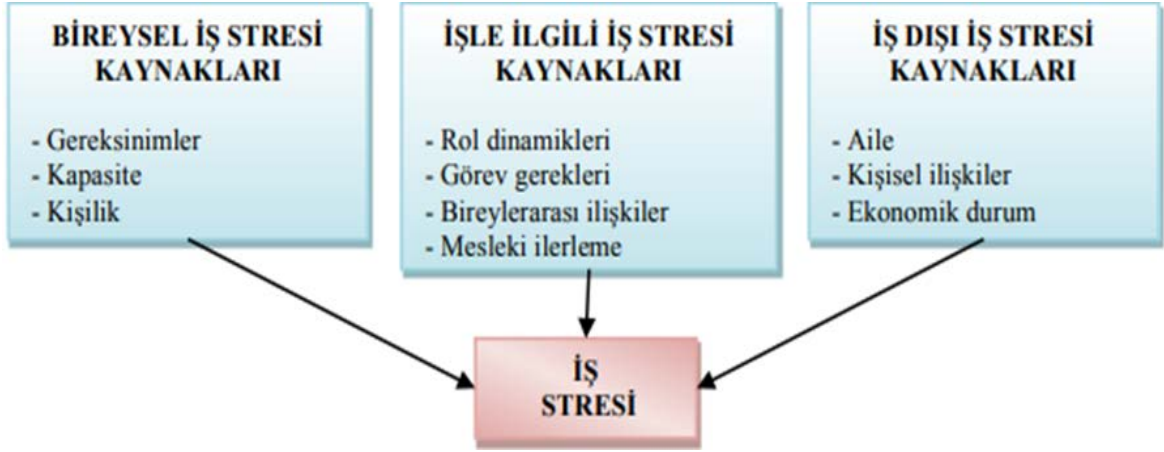 BİREYSEL İŞ STRESİ
KAYNAKLARI
- Gereksinimler
- Kapasite
- Kişilik
İŞLE İLGİLİ İŞ STRESİ
KAYNAKLARI
- Rol dinamikleri
- Görev gerekleri
- Bireylerarası ilişkiler
- Mesleki ilerleme
İŞ DIŞI İŞ STRESİ
KAYNAKLARI
- Aile
- Kişisel ilişkiler
- Ekonomik durum
İŞ
STRESİ